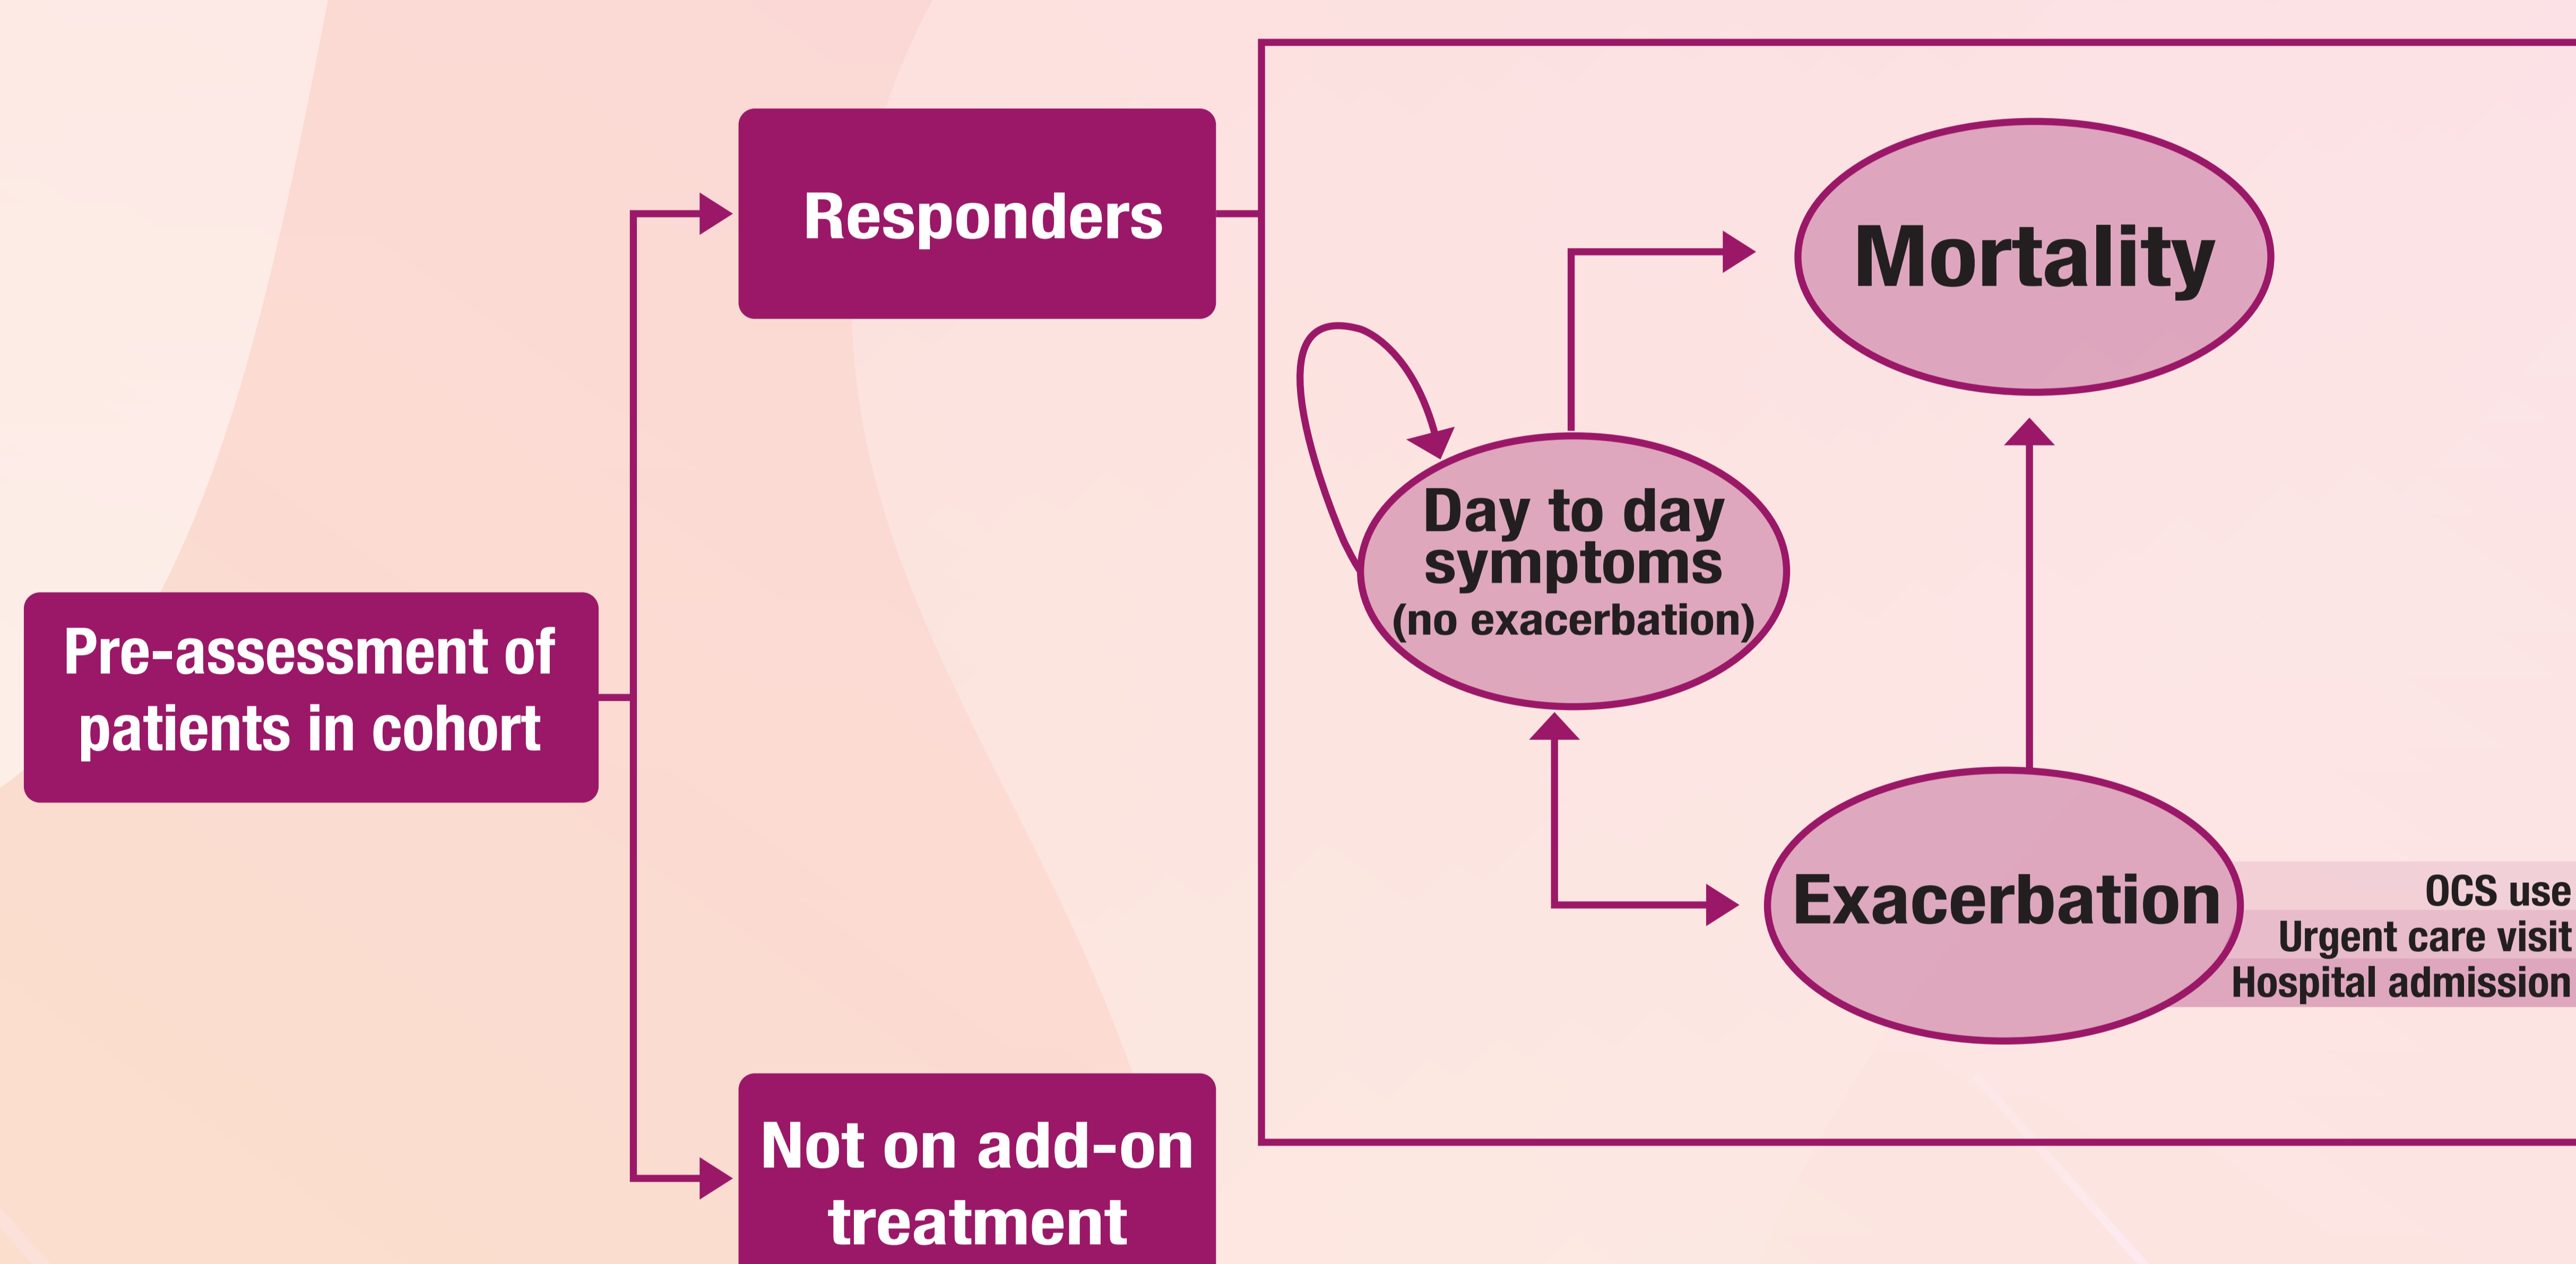 Responders
Mortality
Day to day
symptoms
(no exacerbation)
Pre-assessment of
patients in cohort
Exacerbation
OCS use
Urgent care visit
Hospital admission
Not on add-on
treatment